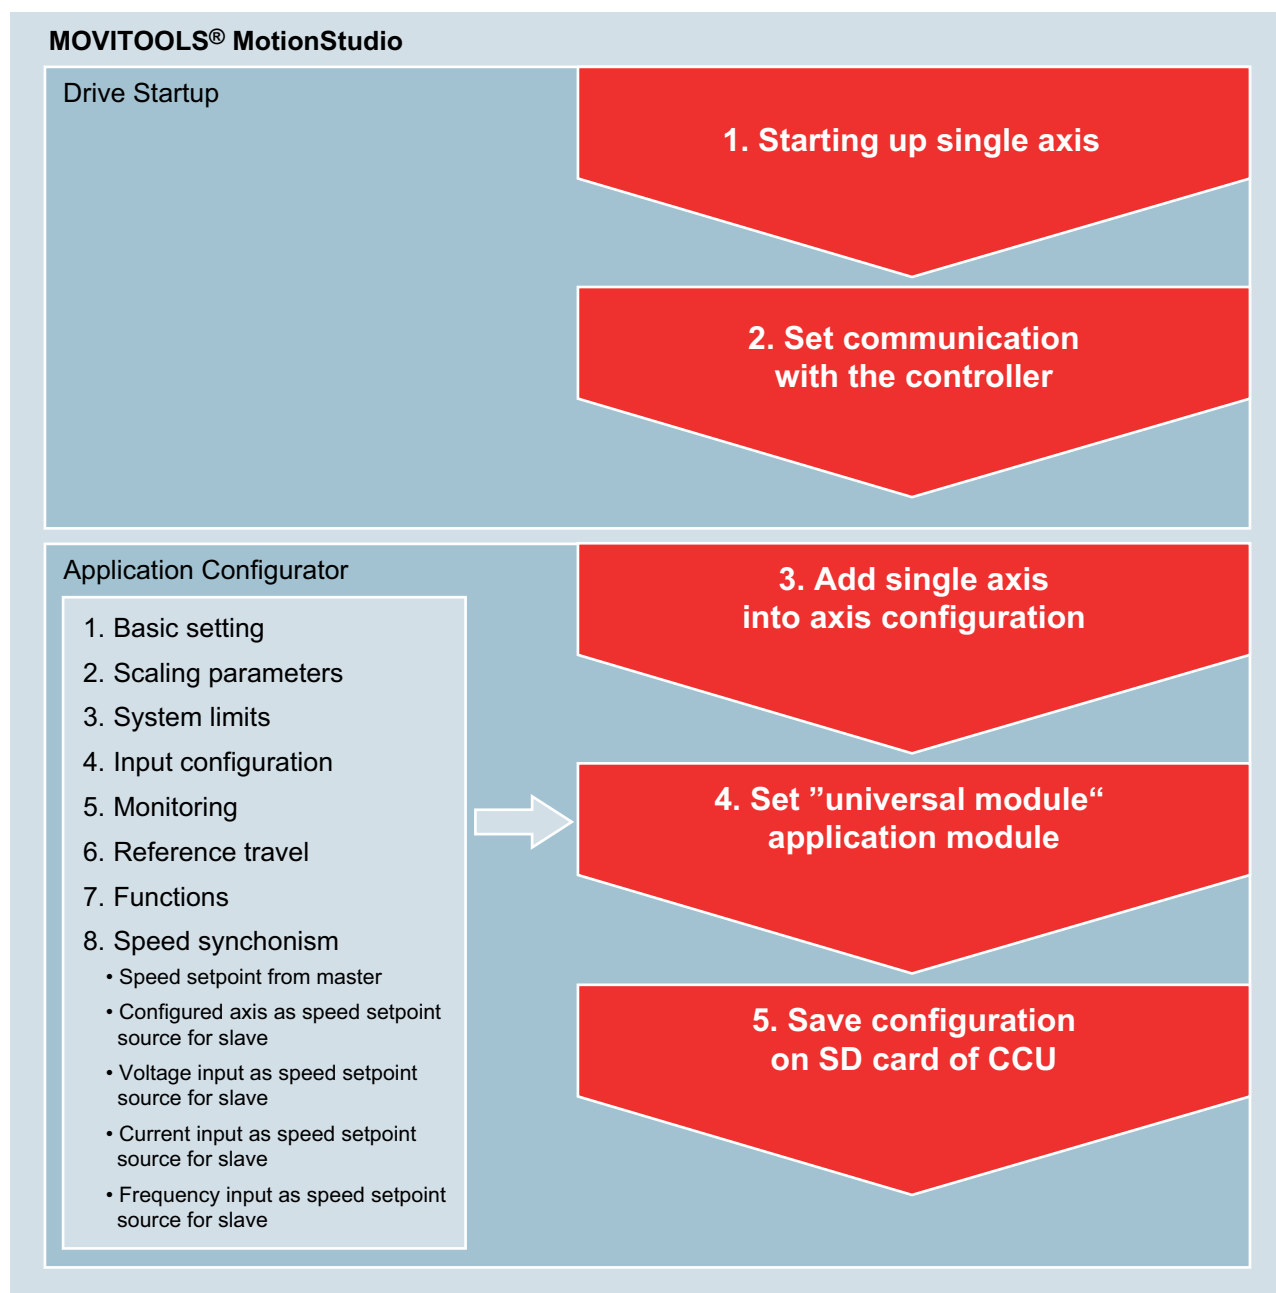 MOVITOOLS® MotionStudio
Drive Startup
1. Starting up single axis
2. Set communication
with the controller
Application Configurator
1. Basic setting
2. Scaling parameters
3. System limits
4. Input configuration
5. Monitoring
6. Reference travel
7. Functions
8. Speed synchonism
• Speed setpoint from master
• Configured axis as speed setpoint
source for slave
• Voltage input as speed setpoint
source for slave
• Current input as speed setpoint
source for slave
• Frequency input as speed setpoint
source for slave
3. Add single axis
into axis configuration
4. Set ”universal module“
application module
5. Save configuration
on SD card of CCU